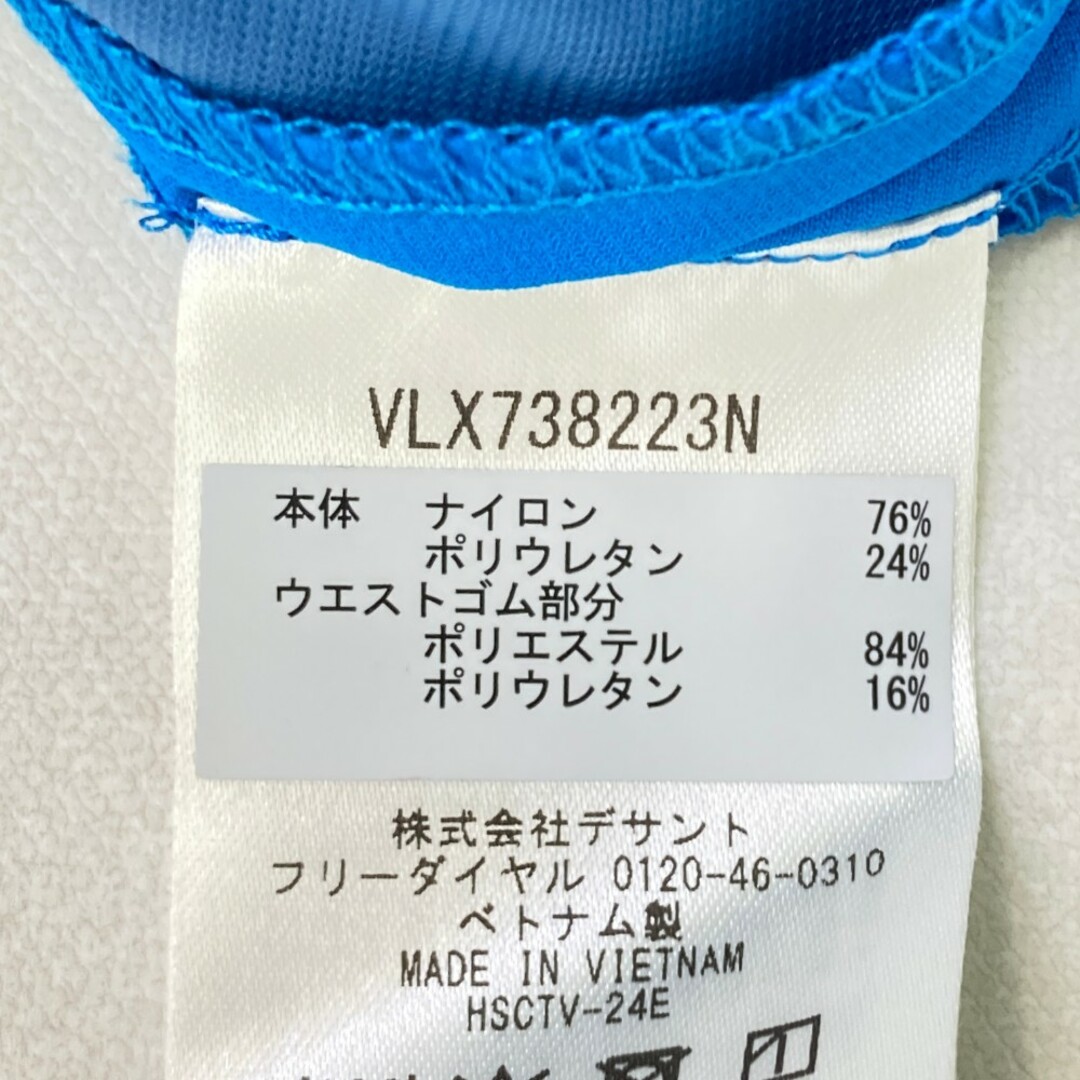 VLX738223N
本体 ナイロン 76%
ポリウレタン 24%
ウエストゴム部分
ポリエステル 84%
ポリウレタン 16%
株式会社デサント
フリーダイヤル 0120-46-0310
ベトナム製
MADE IN VIETNAM
HSCTV-24E